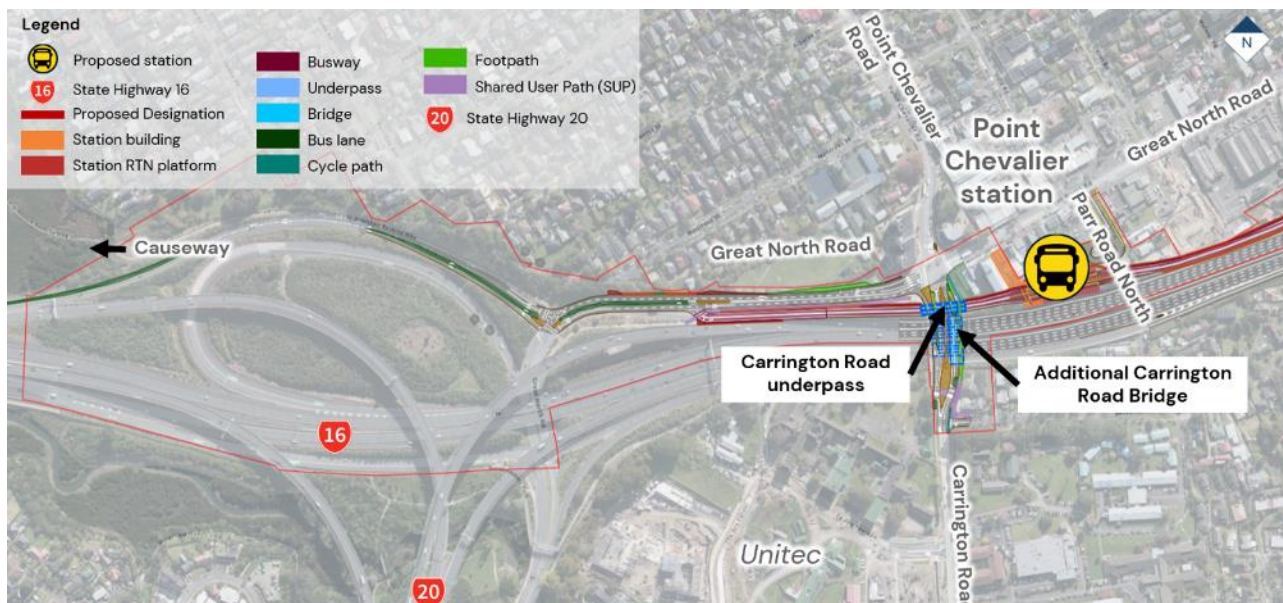 Legend
Proposed station
16 State Highway 16
Proposed Designation
Station building
Station RTN platform
Busway
Underpass
Bridge
Bus lane
Cycle path
Footpath
Shared User Path (SUP)
20 State Highway 20
N
Point Chevalier
Road
Great North Road
Point
Chevalier
station
Parr Road North
Causeway
Great North Road
Carrington Road
underpass
Additional Carrington
Road Bridge
16
20
Unitec
Carrington Roa